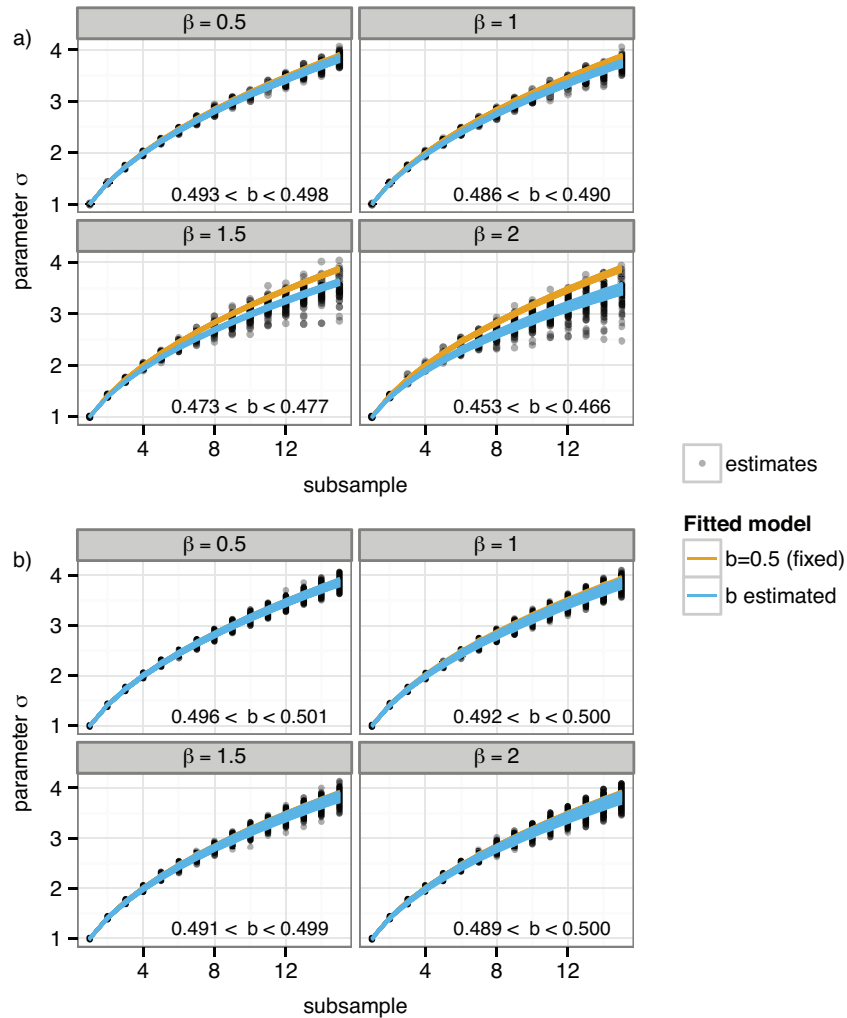 a)
β = 0.5
β = 1
4
3
2
1
0.493 < b < 0.498
0.486 < b < 0.490
β = 1.5
β = 2
4
3
2
1
0.473 < b < 0.477
0.453 < b < 0.466
parameter σ
4
8
12
4
8
12
subsample
estimates
Fitted model
b=0.5 (fixed)
b estimated
b)
β = 0.5
β = 1
4
3
2
1
0.496 < b < 0.501
0.492 < b < 0.500
β = 1.5
β = 2
4
3
2
1
0.491 < b < 0.499
0.489 < b < 0.500
parameter σ
4
8
12
4
8
12
subsample